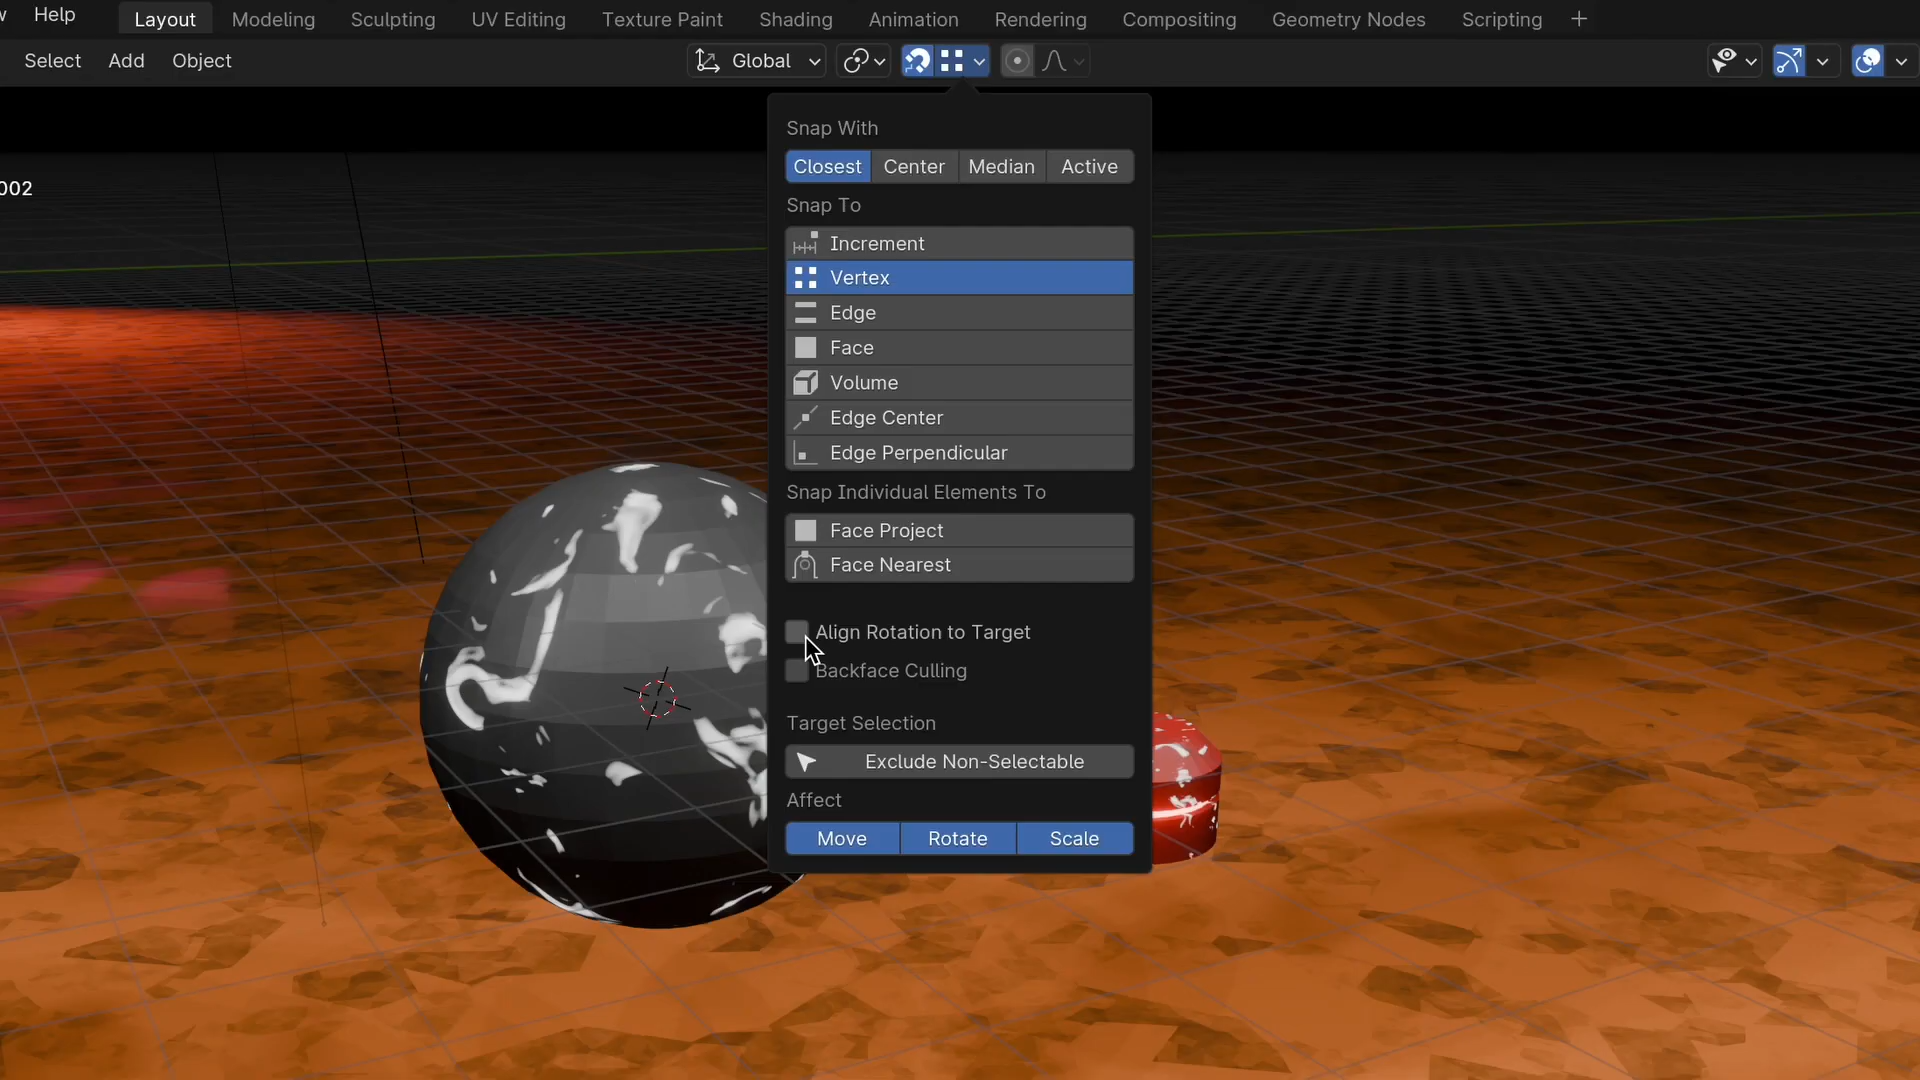 Help
Layout
Modeling
Sculpting
UV Editing
Texture Paint
Shading
Animation
Rendering
Compositing
Geometry Nodes
Scripting
+
Select
Add
Object
Global
002
Snap With
Closest
Center
Median
Active
Snap To
Increment
Vertex
Edge
Face
Volume
Edge Center
Edge Perpendicular
Snap Individual Elements To
Face Project
Face Nearest
Align Rotation to Target
Backface Culling
Target Selection
Exclude Non-Selectable
Affect
Move
Rotate
Scale